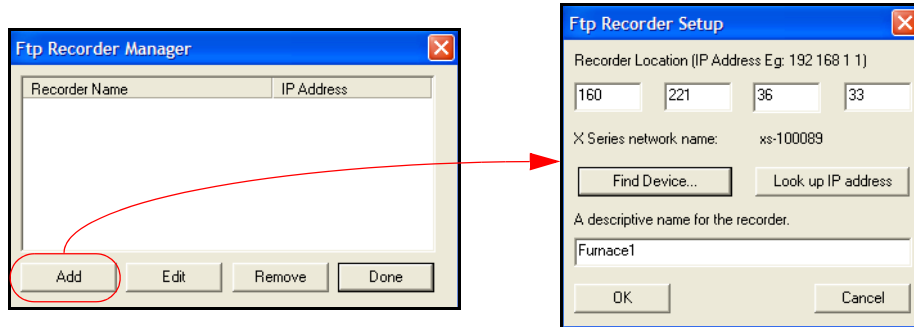 Ftp Recorder Manager
Recorder Name IP Address
Add Edit Remove Done
Ftp Recorder Setup
Recorder Location (IP Address Eg: 192 168 1 1)
160 221 36 33
X Series network name: xs-100089
Find Device... Look up IP address
A descriptive name for the recorder.
Furnace1
OK Cancel